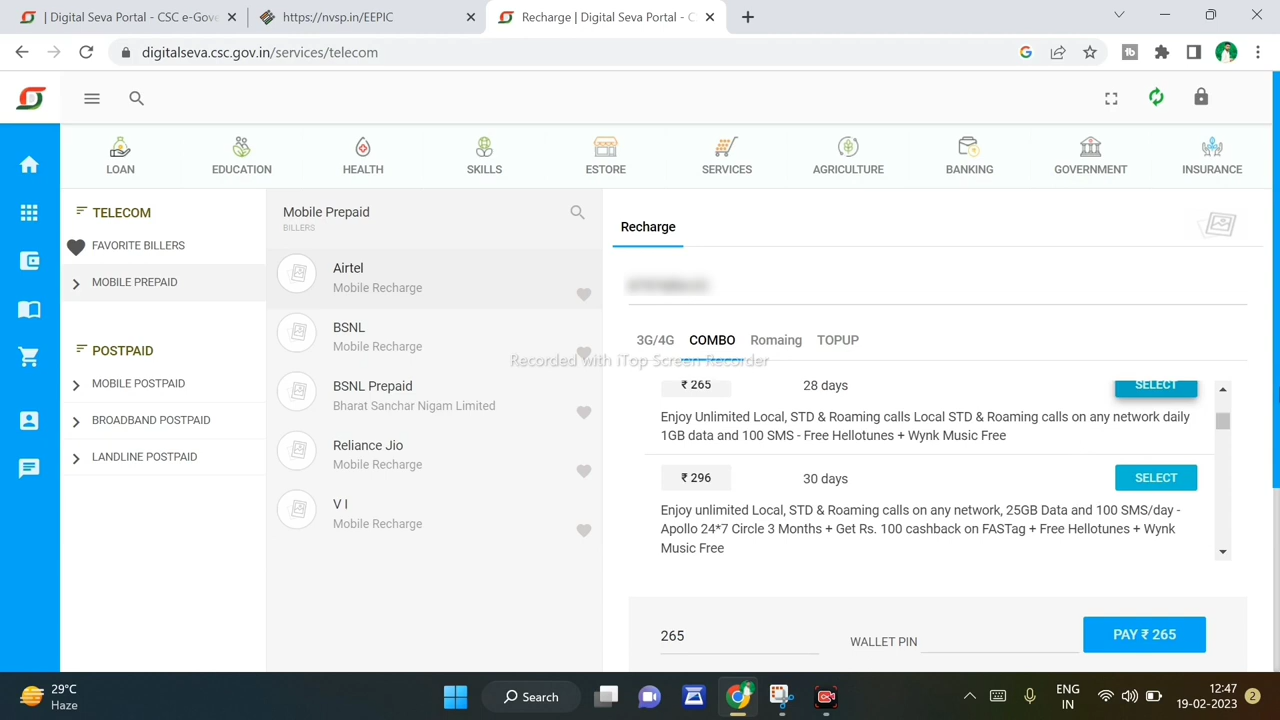 | Digital Seva Portal - CSC e-Gove
https://nvsp.in/EEPIC
Recharge | Digital Seva Portal - C
digitalseva.csc.gov.in/services/telecom
LOAN
EDUCATION
HEALTH
SKILLS
ESTORE
SERVICES
AGRICULTURE
BANKING
GOVERNMENT
INSURANCE
TELECOM
FAVORITE BILLERS
MOBILE PREPAID
POSTPAID
MOBILE POSTPAID
BROADBAND POSTPAID
LANDLINE POSTPAID
Mobile Prepaid
BILLERS
Airtel
Mobile Recharge
BSNL
Mobile Recharge
BSNL Prepaid
Bharat Sanchar Nigam Limited
Reliance Jio
Mobile Recharge
V I
Mobile Recharge
Recharge
3G/4G COMBO Romaing TOPUP
Recorded with iTop Screen Recorder
₹ 265 28 days SELECT
Enjoy Unlimited Local, STD & Roaming calls Local STD & Roaming calls on any network daily
1GB data and 100 SMS - Free Hellotunes + Wynk Music Free
₹ 296 30 days SELECT
Enjoy unlimited Local, STD & Roaming calls on any network, 25GB Data and 100 SMS/day -
Apollo 24*7 Circle 3 Months + Get Rs. 100 cashback on FASTag + Free Hellotunes + Wynk
Music Free
265 WALLET PIN PAY ₹ 265
29°C
Haze
Search
ENG
IN
12:47
19-02-2023
2